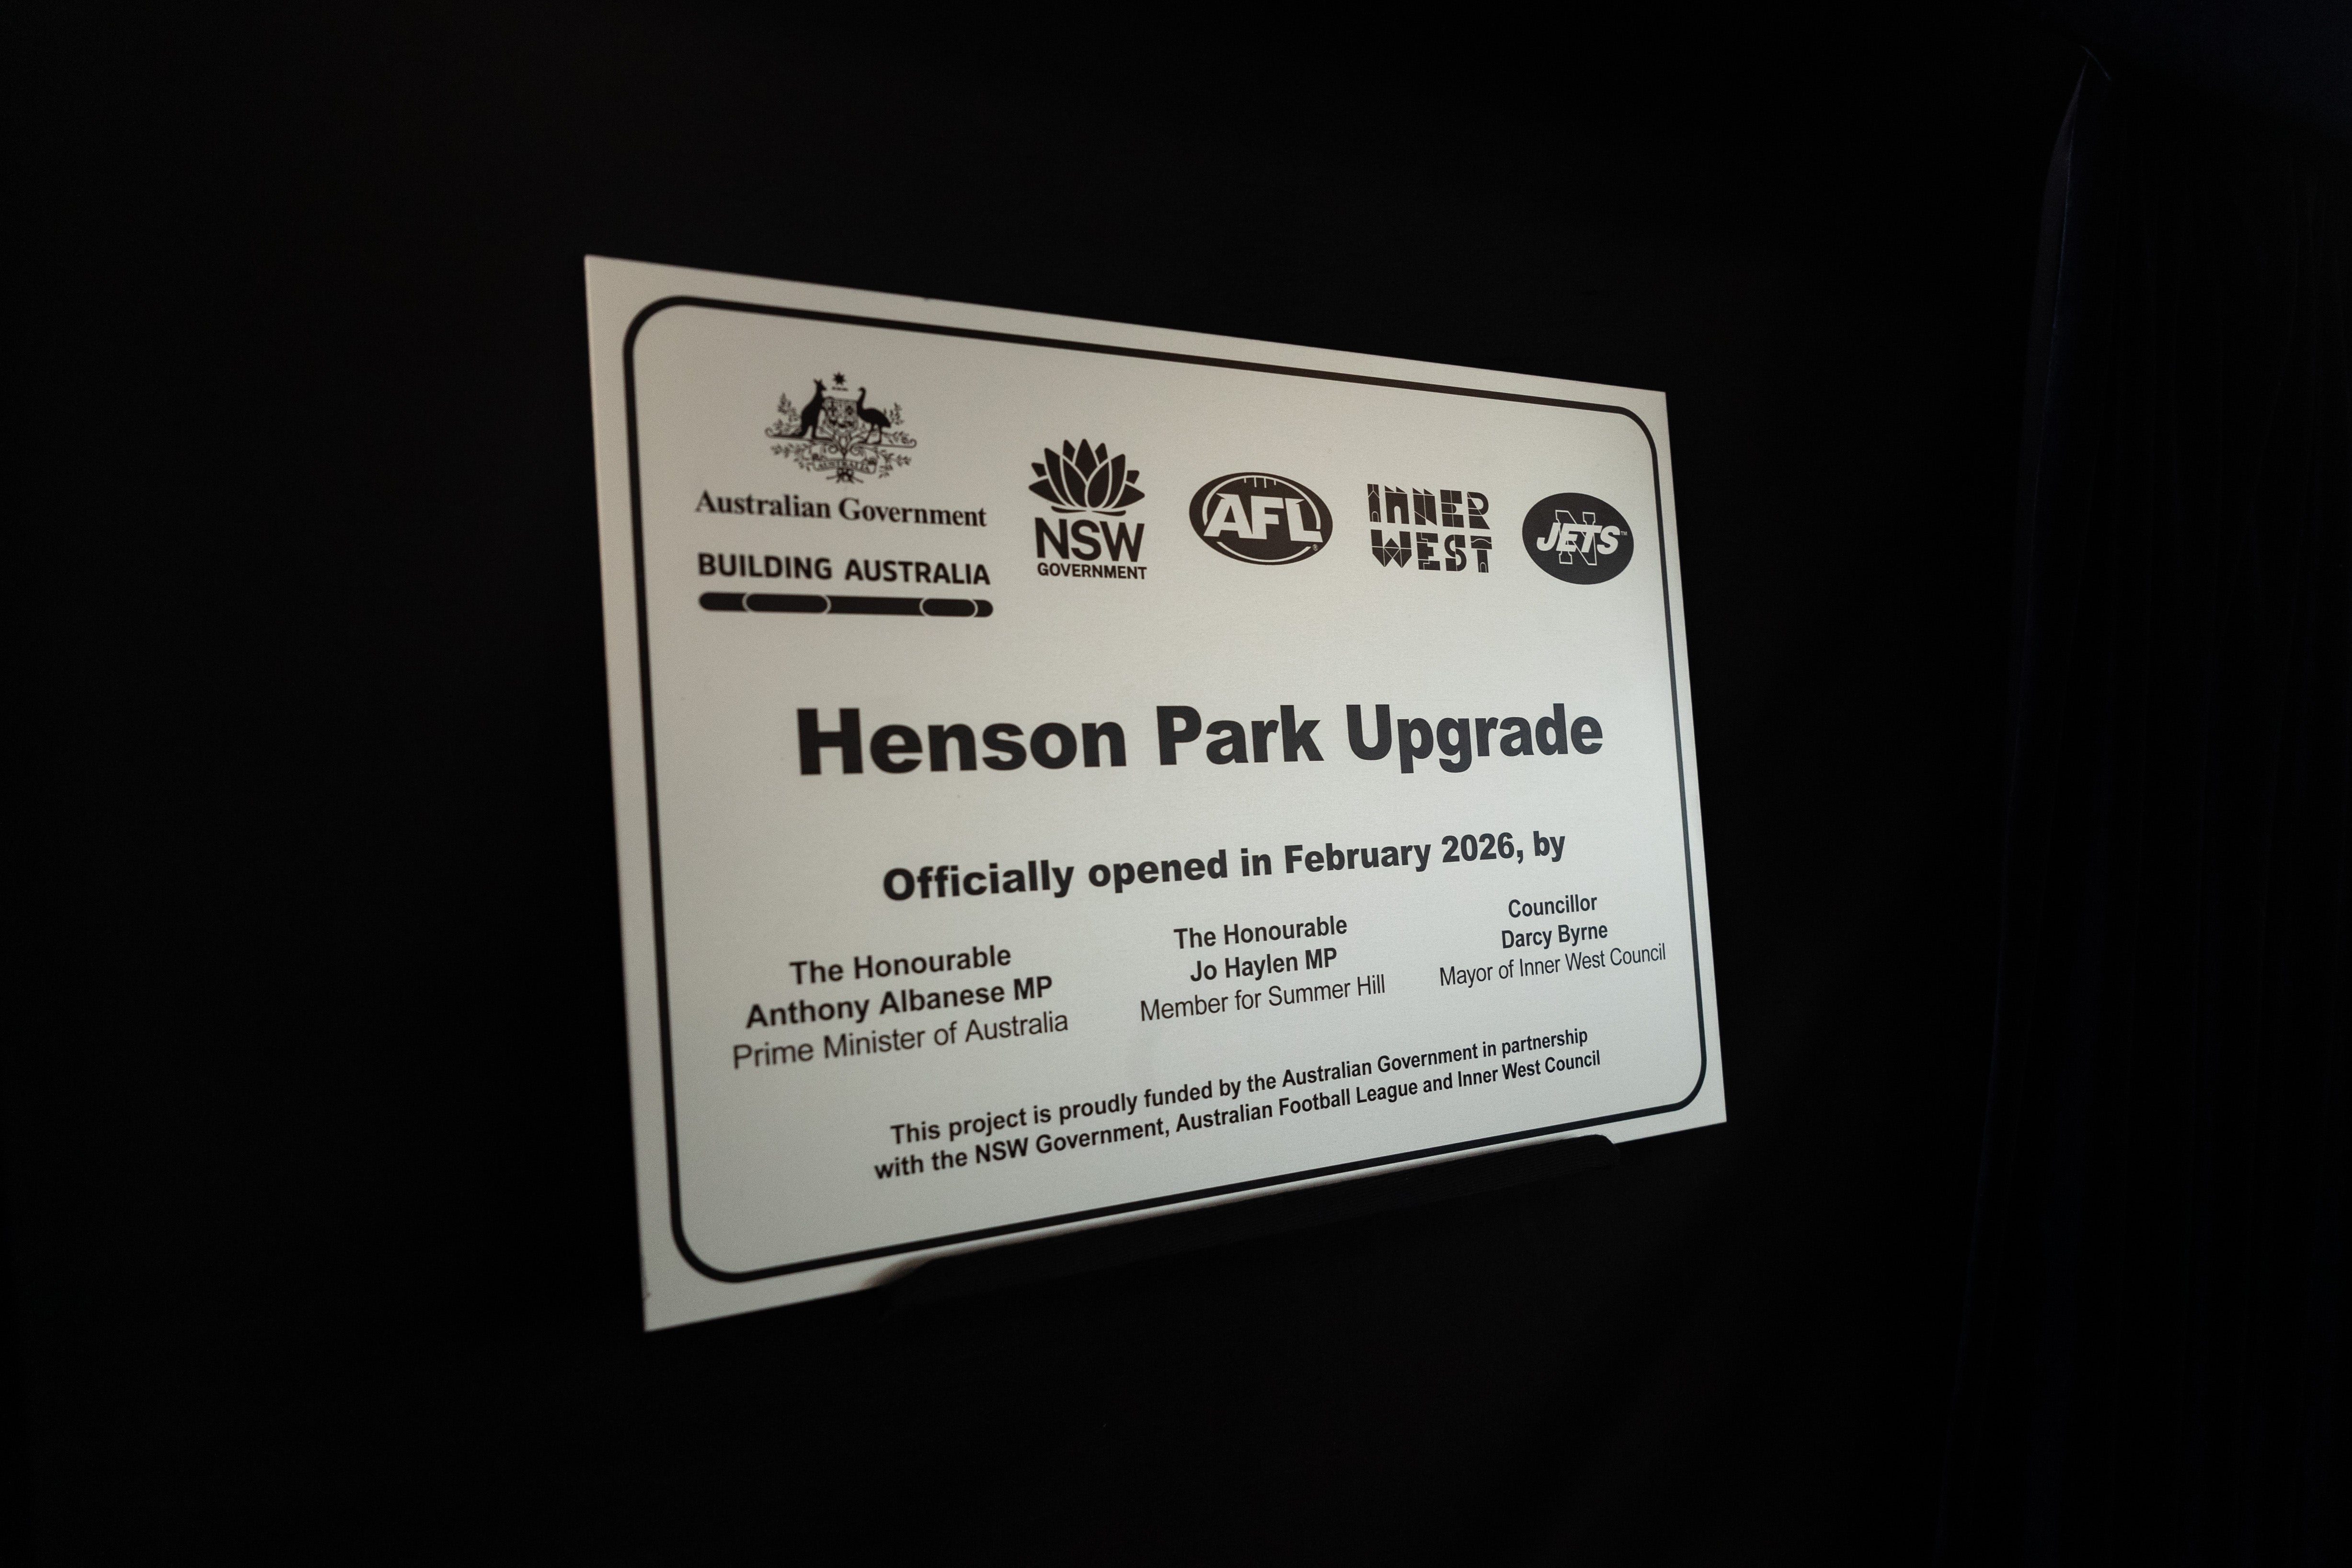 AUSTRALIA
Australian Government
BUILDING AUSTRALIA
NSW
GOVERNMENT
AFL
INNER
WEST
N
JETS
Henson Park Upgrade
Officially opened in February 2026, by
The Honourable
Anthony Albanese MP
Prime Minister of Australia
The Honourable
Jo Haylen MP
Member for Summer Hill
Councillor
Darcy Byrne
Mayor of Inner West Council
This project is proudly funded by the Australian Government in partnership
with the NSW Government, Australian Football League and Inner West Council